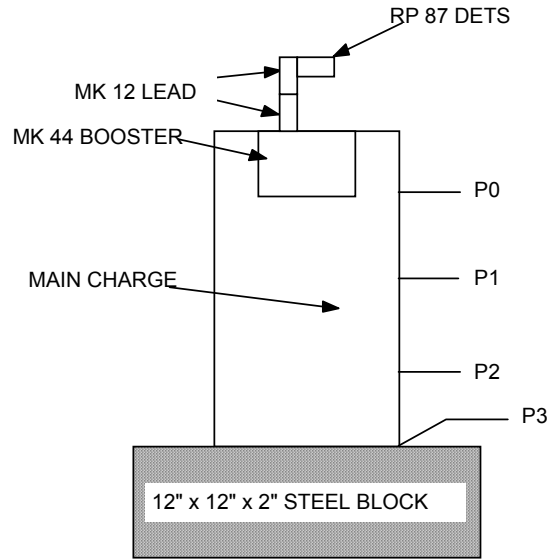 RP 87 DETS
MK 12 LEAD
MK 44 BOOSTER
P0
MAIN CHARGE
P1
P2
P3
12" x 12" x 2" STEEL BLOCK